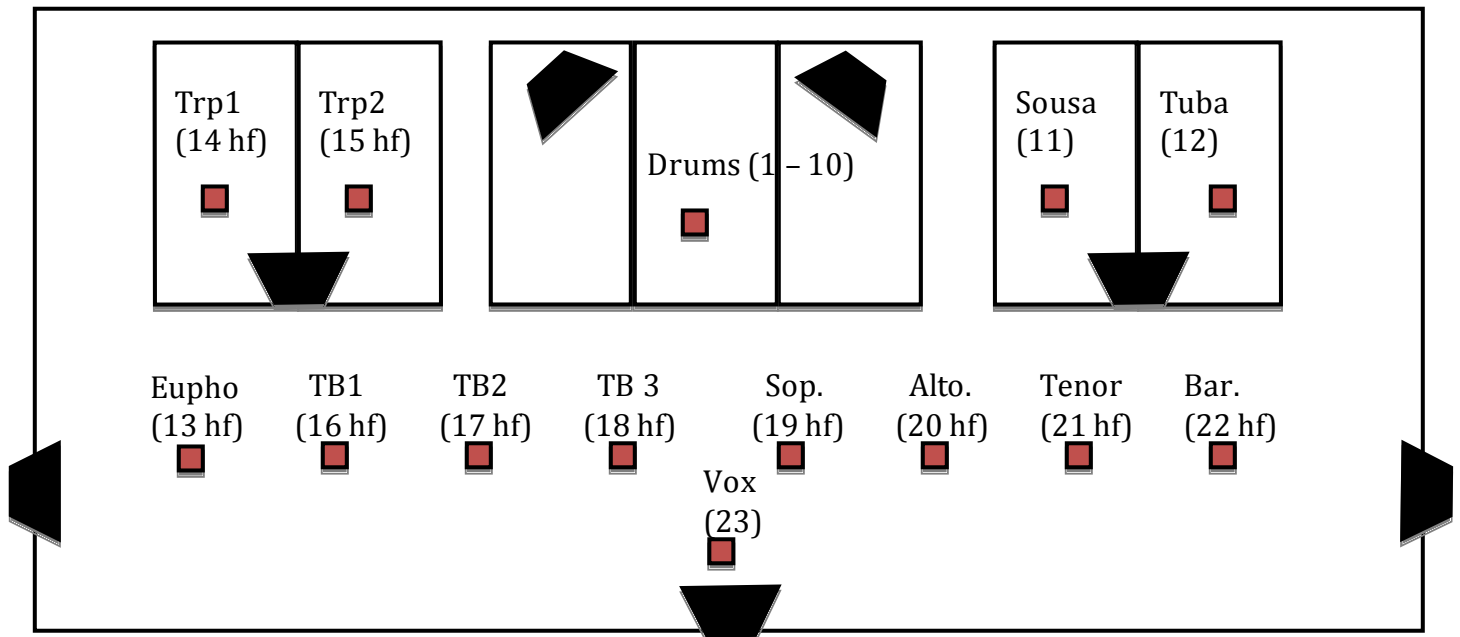 Trp1
(14 hf)
Trp2
(15 hf)
Drums (1 – 10)
Sousa
(11)
Tuba
(12)
Eupho
(13 hf)
TB1
(16 hf)
TB2
(17 hf)
TB 3
(18 hf)
Sop.
(19 hf)
Alto.
(20 hf)
Tenor
(21 hf)
Bar.
(22 hf)
Vox
(23)